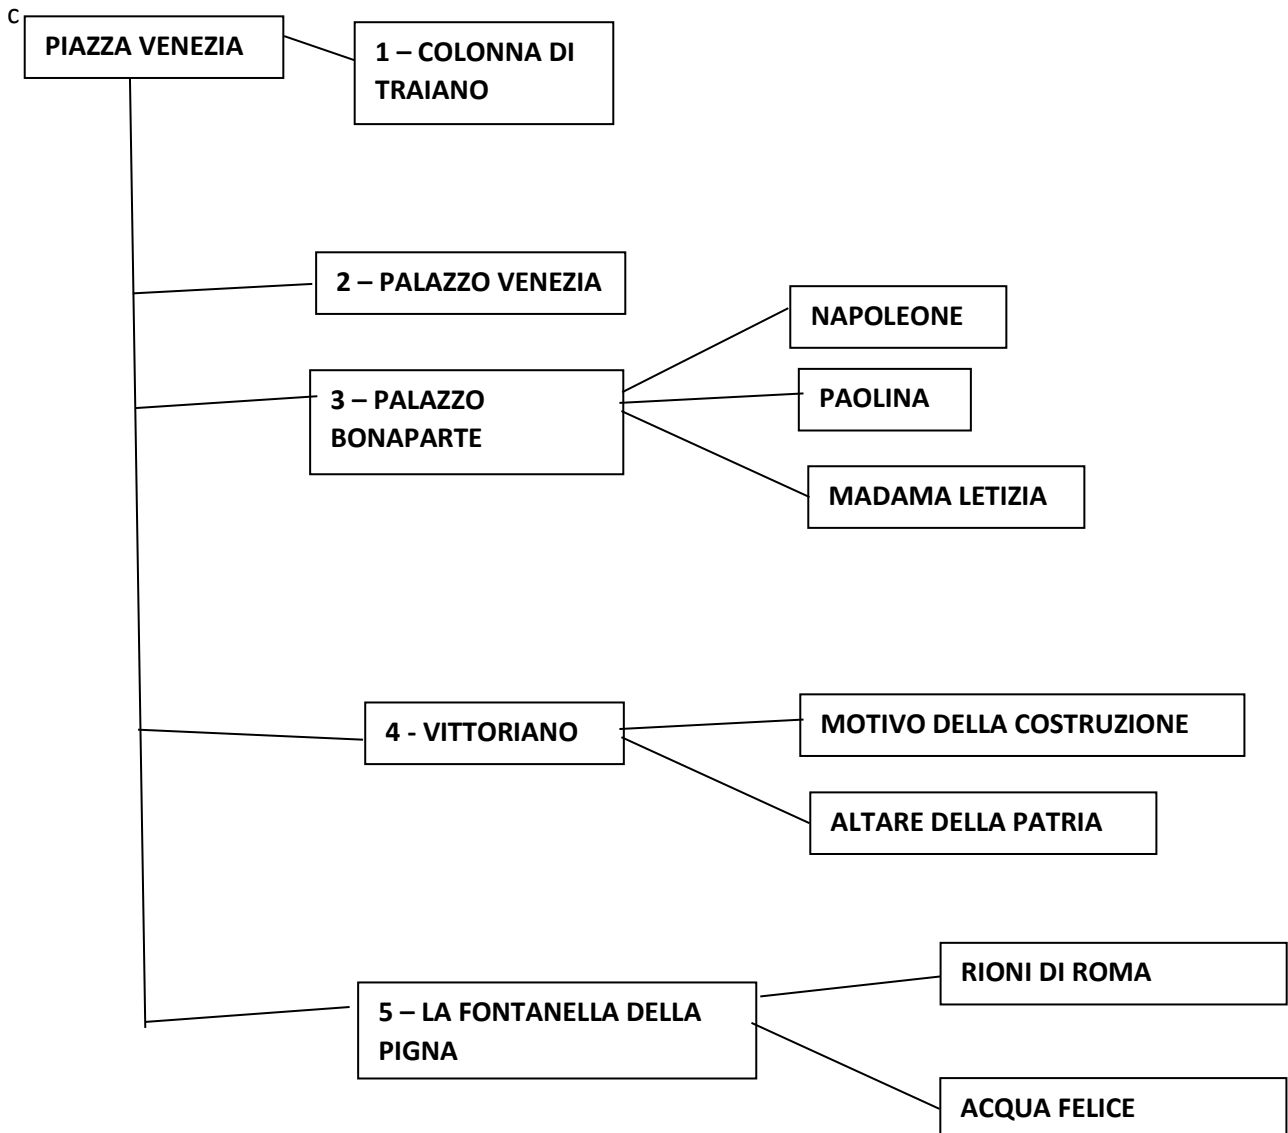 c
PIAZZA VENEZIA
1 – COLONNA DI
TRAIANO
2 – PALAZZO VENEZIA
NAPOLEONE
3 – PALAZZO
BONAPARTE
PAOLINA
MADAMA LETIZIA
4 - VITTORIANO
MOTIVO DELLA COSTRUZIONE
ALTARE DELLA PATRIA
5 – LA FONTANELLA DELLA
PIGNA
RIONI DI ROMA
ACQUA FELICE